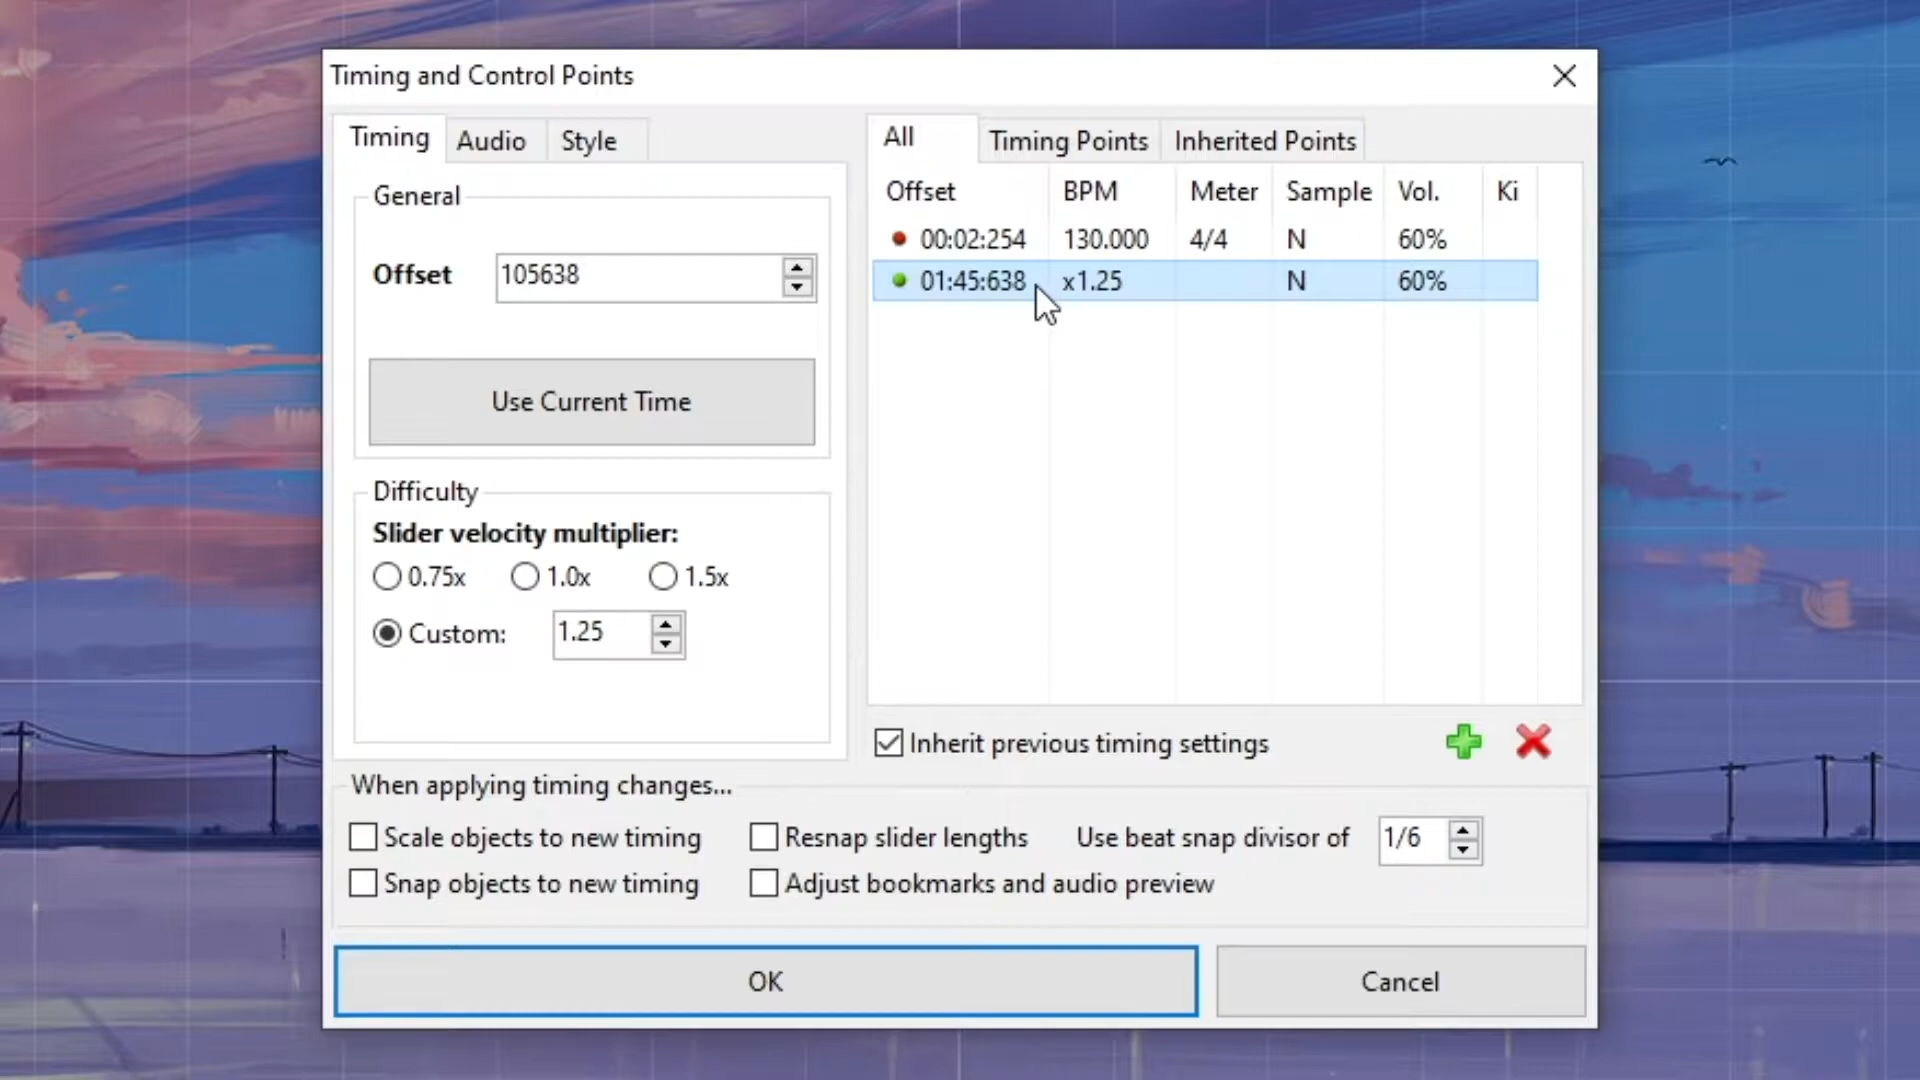 Timing and Control Points
Timing Audio Style
General
Offset 105638
Use Current Time
Difficulty
Slider velocity multiplier:
0.75x 1.0x 1.5x
Custom: 1.25
All Timing Points Inherited Points
Offset BPM Meter Sample Vol. Ki
00:02:254 130.000 4/4 N 60%
01:45:638 x1.25 N 60%
Inherit previous timing settings
When applying timing changes...
Scale objects to new timing Resnap slider lengths Use beat snap divisor of 1/6
Snap objects to new timing Adjust bookmarks and audio preview
OK Cancel